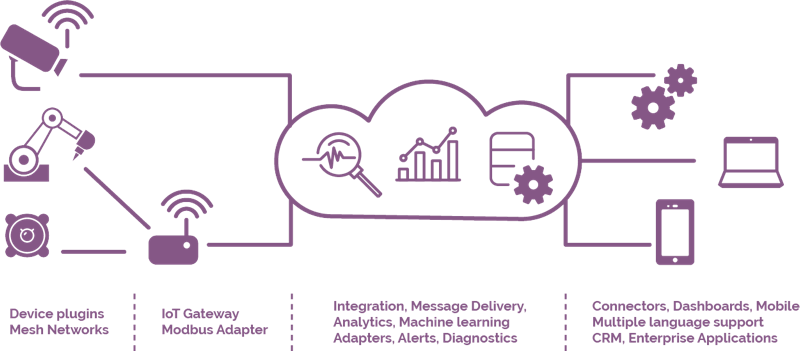 Device plugins
Mesh Networks
IoT Gateway
Modbus Adapter
Integration, Message Delivery,
Analytics, Machine learning
Adapters, Alerts, Diagnostics
Connectors, Dashboards, Mobile
Multiple language support
CRM, Enterprise Applications